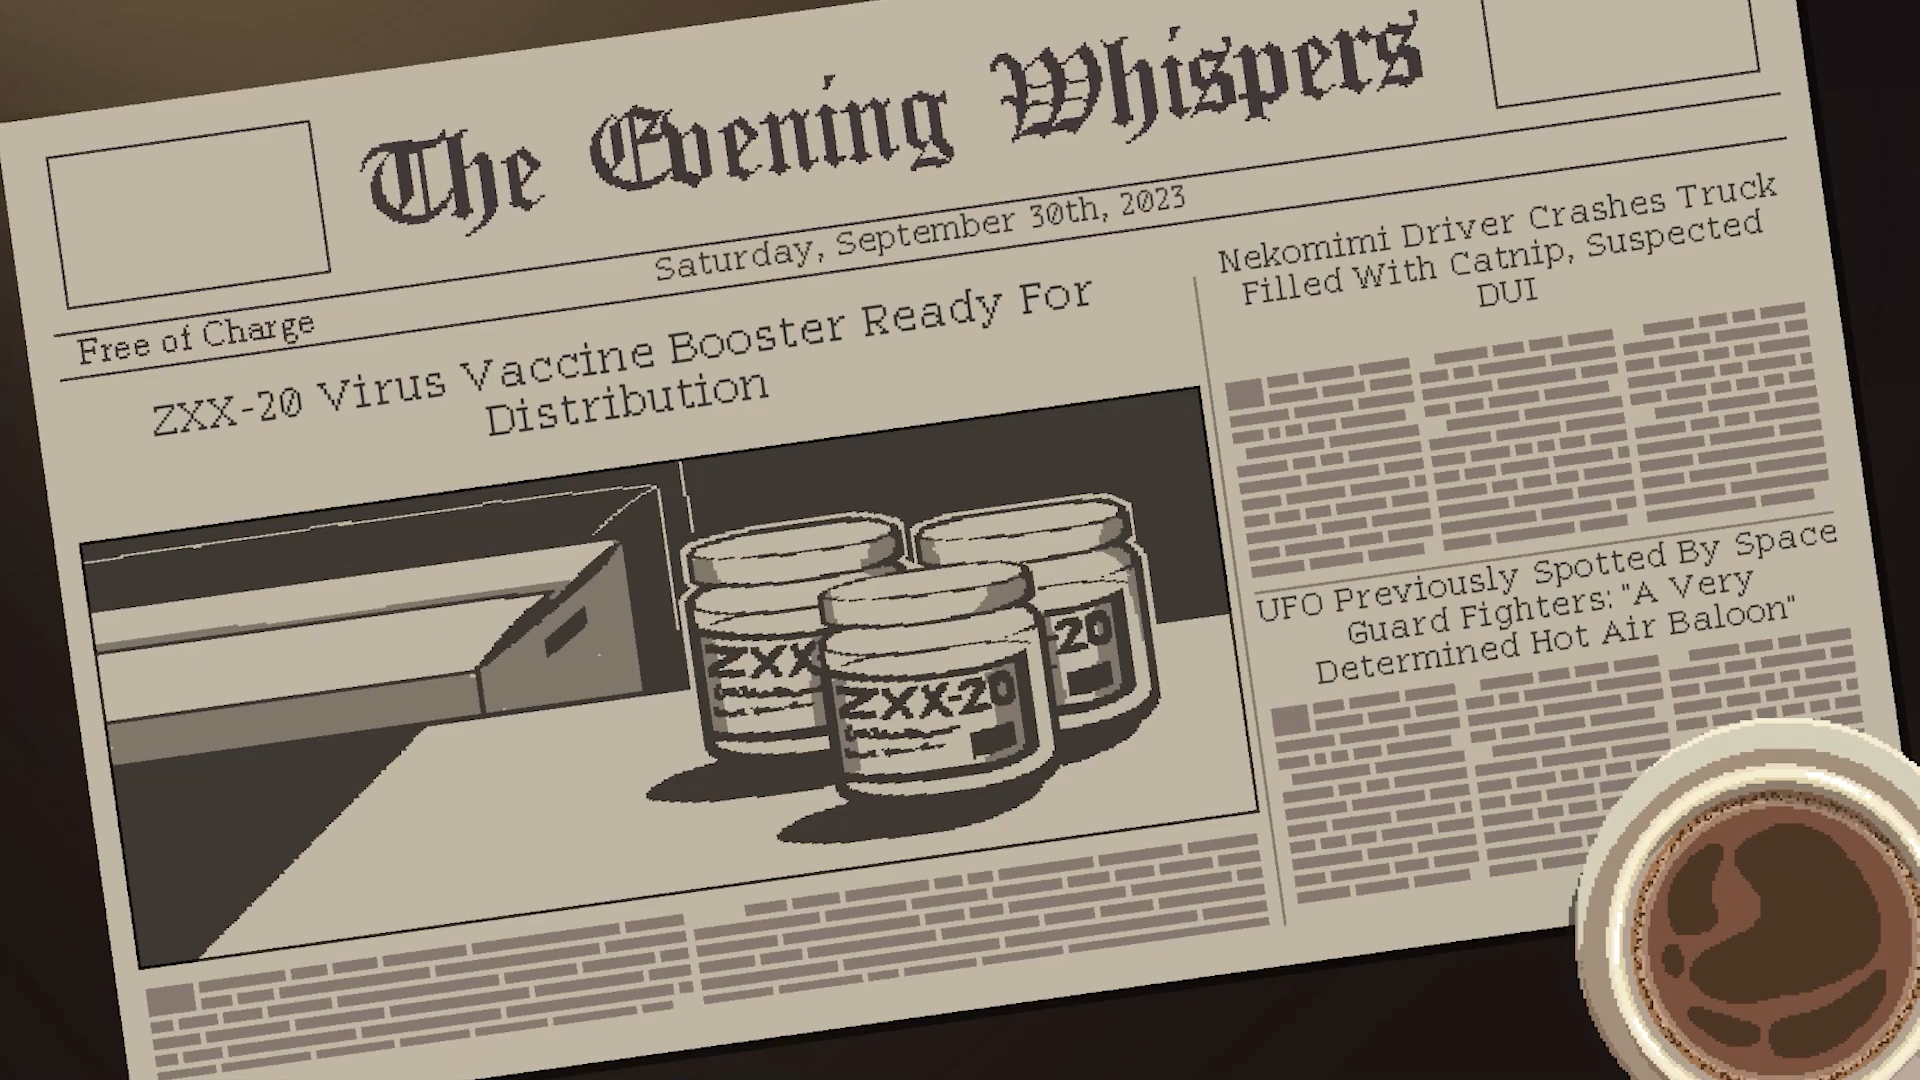 The Evening Whispers
Saturday, September 30th, 2023
Free of Charge
ZXX-20 Virus Vaccine Booster Ready For
Distribution
ZXX
ZXX-20
-20
Nekomimi Driver Crashes Truck
Filled With Catnip, Suspected
DUI
UFO Previously Spotted By Space
Guard Fighters: "A Very
Determined Hot Air Baloon"